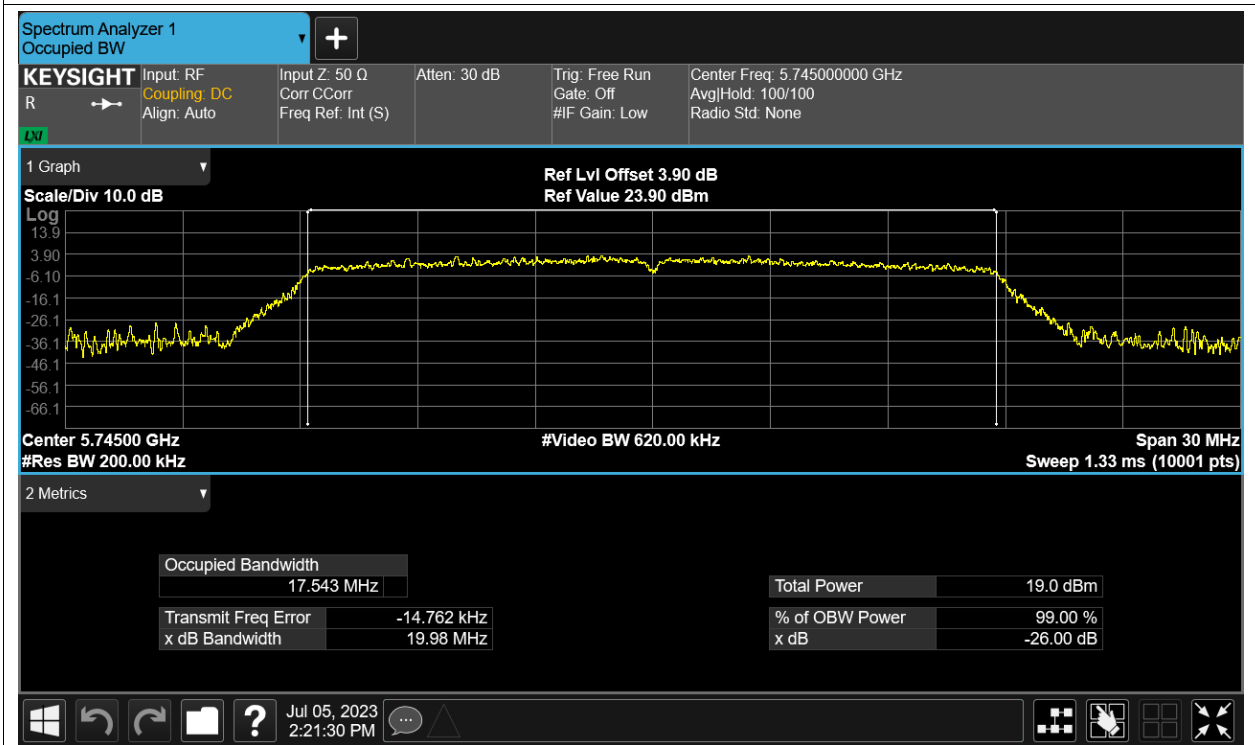 Spectrum Analyzer 1
Occupied BW
KEYSIGHT
R
LXI
Input: RF
Coupling: DC
Align: Auto
Input Z: 50 Ω
Corr CCorr
Freq Ref: Int (S)
Atten: 30 dB
Trig: Free Run
Gate: Off
#IF Gain: Low
Center Freq: 5.745000000 GHz
Avg|Hold: 100/100
Radio Std: None
1 Graph
Scale/Div 10.0 dB
Ref Lvl Offset 3.90 dB
Ref Value 23.90 dBm
Log
13.9
3.90
-6.10
-16.1
-26.1
-36.1
-46.1
-56.1
-66.1
Center 5.74500 GHz
#Video BW 620.00 kHz
Span 30 MHz
#Res BW 200.00 kHz
Sweep 1.33 ms (10001 pts)
2 Metrics
Occupied Bandwidth
17.543 MHz
Total Power 19.0 dBm
Transmit Freq Error -14.762 kHz
% of OBW Power 99.00 %
x dB Bandwidth 19.98 MHz
x dB -26.00 dB
?
Jul 05, 2023
2:21:30 PM